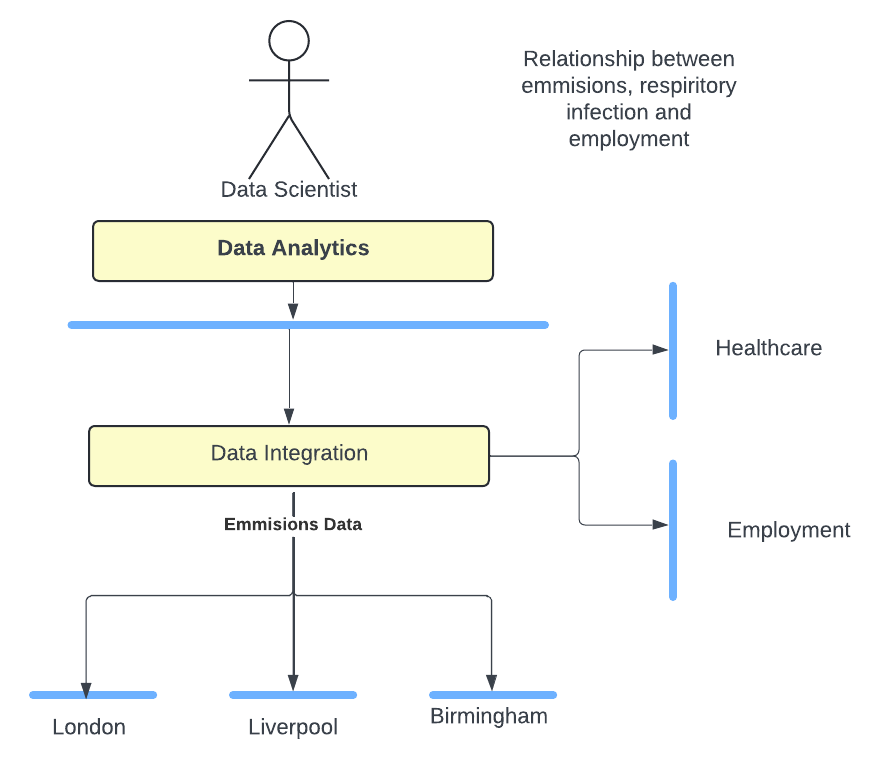 Relationship between
emmisions, respiritory
infection and
employment
Data Scientist
Data Analytics
Healthcare
Data Integration
Emmisions Data
Employment
London
Liverpool
Birmingham